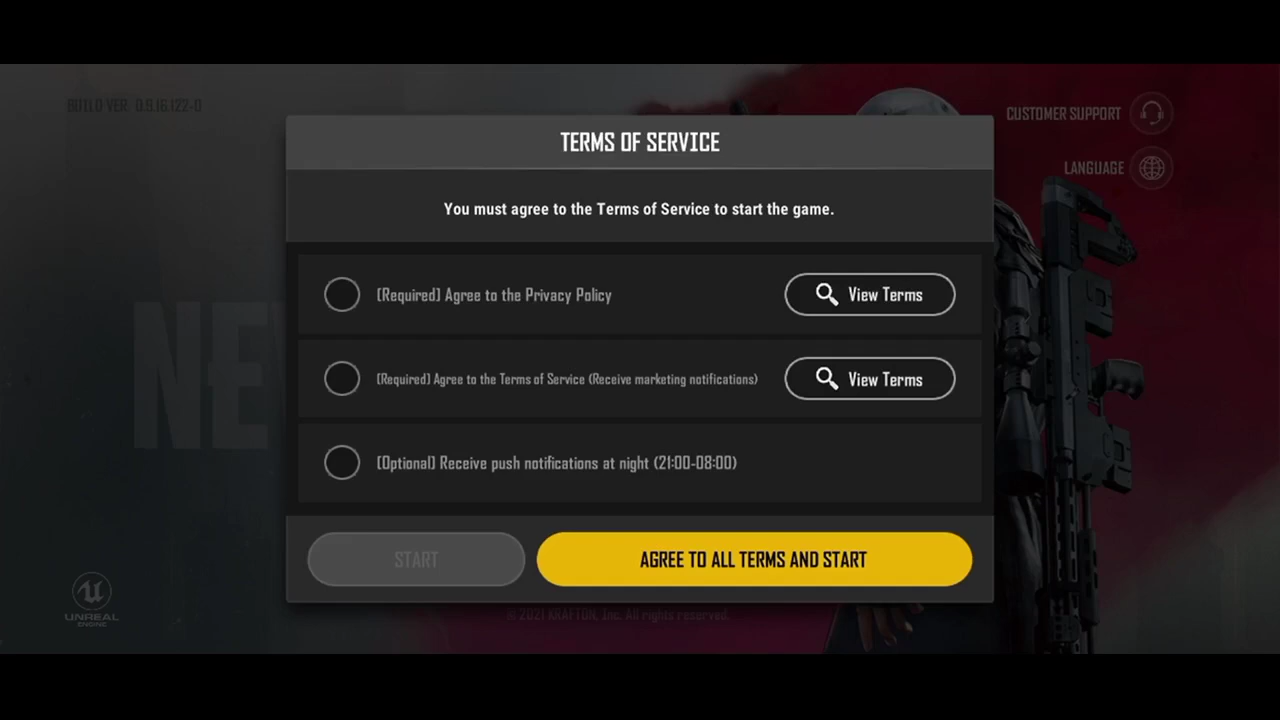 BUILD VER. 0.9.16.122-0
CUSTOMER SUPPORT
LANGUAGE
TERMS OF SERVICE
You must agree to the Terms of Service to start the game.
[Required] Agree to the Privacy Policy
View Terms
[Required] Agree to the Terms of Service (Receive marketing notifications)
View Terms
[Optional] Receive push notifications at night (21:00-08:00)
NE
START
AGREE TO ALL TERMS AND START
UNREAL
ENGINE
© 2021 KRAFTON, Inc. All rights reserved.